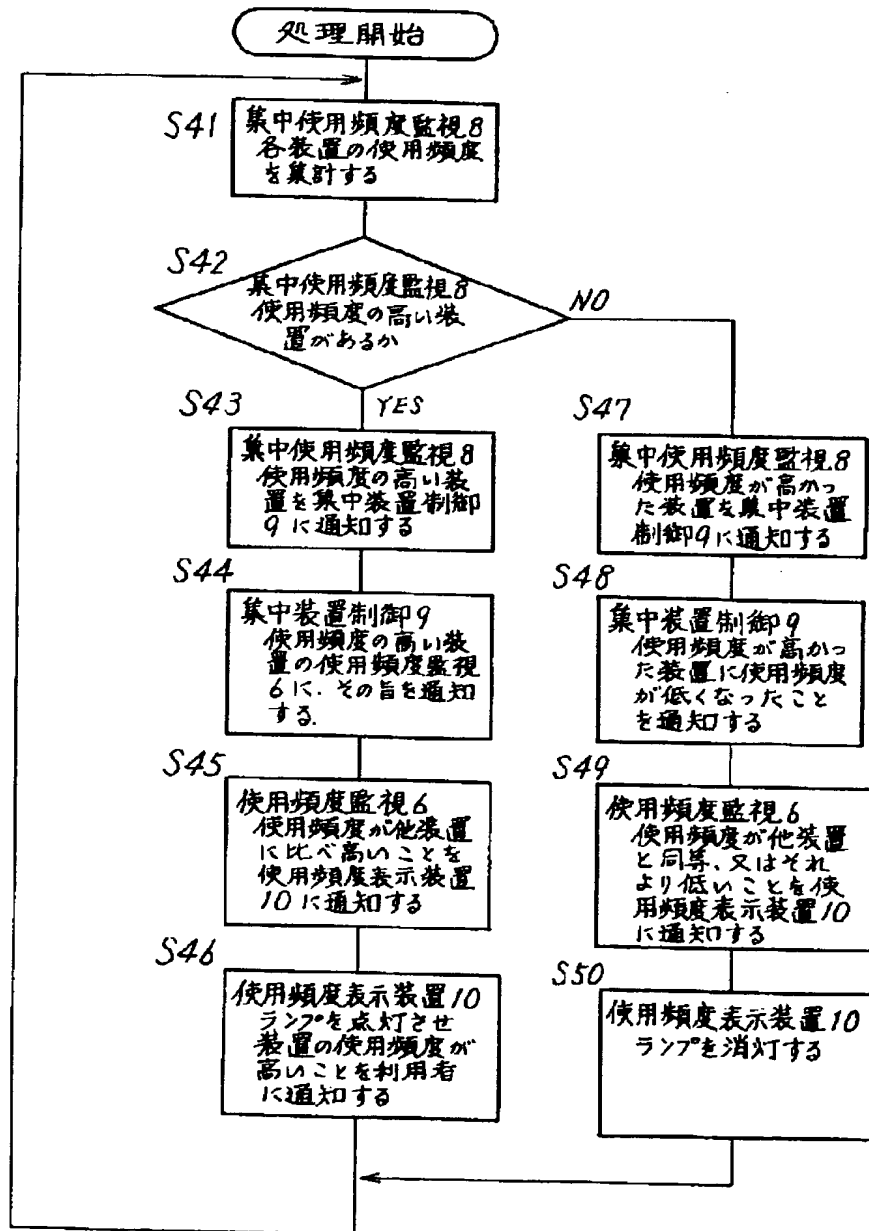 処理開始
S41
集中使用頻度監視8
各装置の使用頻度
を集計する
S42
集中使用頻度監視8
使用頻度の高い装
置があるか
NO
YES
S43
集中使用頻度監視8
使用頻度の高い装
置を集中装置制御
9に通知する
S44
集中装置制御9
使用頻度の高い装
置の使用頻度監視
6に、その旨を通知
する.
S45
使用頻度監視6
使用頻度が他装置
に比べ高いことを
使用頻度表示装置
10に通知する
S46
使用頻度表示装置10
ランプを点灯させ
装置の使用頻度が
高いことを利用者
に通知する
S47
集中使用頻度監視8
使用頻度が高かっ
た装置を集中装置
制御9に通知する
S48
集中装置制御9
使用頻度が高かっ
た装置に使用頻度
が低くなったこと
を通知する
S49
使用頻度監視6
使用頻度が他装置
と同等、又はそれ
より低いことを使
用頻度表示装置10
に通知する
S50
使用頻度表示装置10
ランプを消灯する